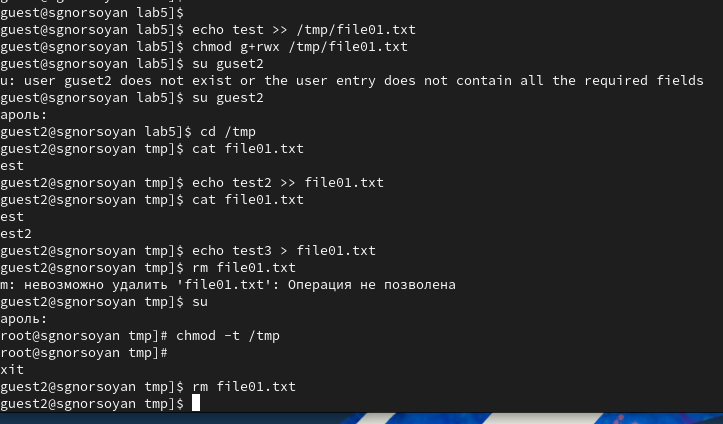 guest@sgnorsoyan lab5]$
guest@sgnorsoyan lab5]$ echo test >> /tmp/file01.txt
guest@sgnorsoyan lab5]$ chmod g+rwx /tmp/file01.txt
guest@sgnorsoyan lab5]$ su guset2
u: user guset2 does not exist or the user entry does not contain all the required fields
guest@sgnorsoyan lab5]$ su guest2
ароль:
guest2@sgnorsoyan lab5]$ cd /tmp
guest2@sgnorsoyan tmp]$ cat file01.txt
est
guest2@sgnorsoyan tmp]$ echo test2 >> file01.txt
guest2@sgnorsoyan tmp]$ cat file01.txt
est
est2
guest2@sgnorsoyan tmp]$ echo test3 > file01.txt
guest2@sgnorsoyan tmp]$ rm file01.txt
m: невозможно удалить 'file01.txt': Операция не позволена
guest2@sgnorsoyan tmp]$ su
ароль:
root@sgnorsoyan tmp]# chmod -t /tmp
root@sgnorsoyan tmp]#
xit
guest2@sgnorsoyan tmp]$ rm file01.txt
guest2@sgnorsoyan tmp]$